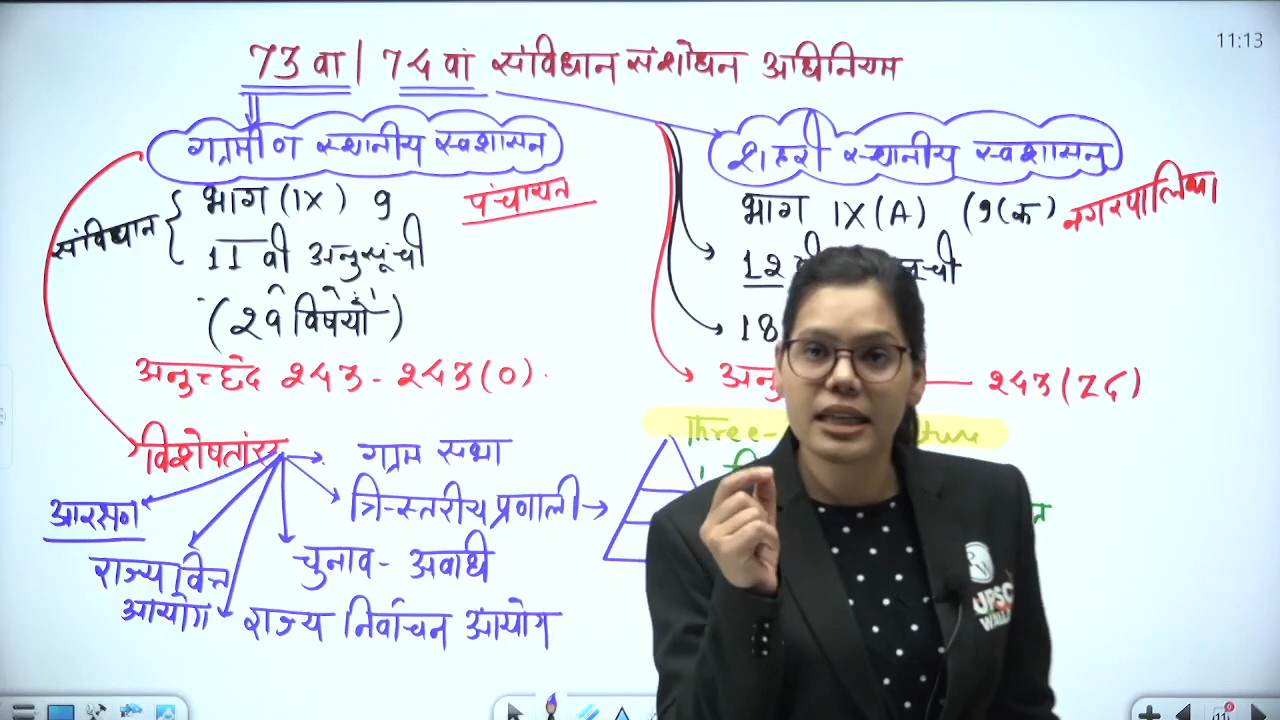 11:13
73 वा | 74 वां संविधान संशोधन अधिनियम
ग्रामीण स्थानीय स्वशासन
संविधान
भाग (IX) 9
पंचायत
11 वी अनुसूंची
(29 विषयों)
अनुच्छेद 243 - 243(0).
विशेषतांए
ग्राम सभा
त्रि-स्तरीय प्रणाली
चुनाव - अवधि
राज्य निर्वाचन आयोग
राज्य वित्त
आयोग
आरक्षण
शहरी स्थानीय स्वशासन
भाग IX(A) (9(क)
नगरपालिका
12
18
243(ZG)
Three-
UPSC
WALLAH